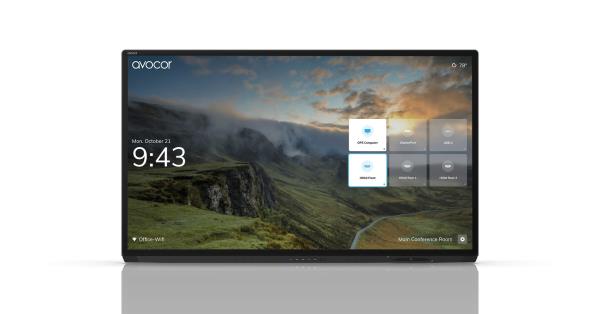 avocor
avocor
79°
Mon. October 21
9:43
OPS Computer
DisplayPort
USB-C
HDMI Front
HDMI Rear 1
HDMI Rear 2
Office-Wifi
Main Conference Room